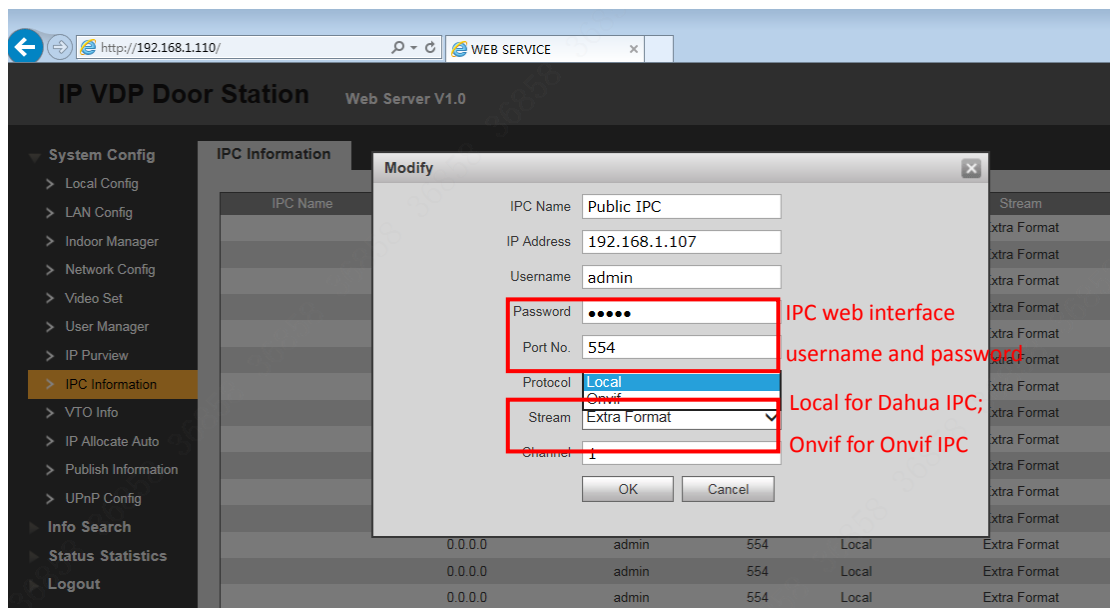 http://192.168.1.110/
WEB SERVICE
IP VDP Door Station Web Server V1.0
System Config
Local Config
LAN Config
Indoor Manager
Network Config
Video Set
User Manager
IP Purview
IPC Information
VTO Info
IP Allocate Auto
Publish Information
UPnP Config
Info Search
Status Statistics
Logout
IPC Information
IPC Name Stream
Extra Format
Extra Format
Extra Format
Extra Format
Extra Format
Extra Format
Extra Format
Extra Format
Extra Format
Extra Format
Extra Format
Extra Format
0.0.0.0 admin 554 Local Extra Format
0.0.0.0 admin 554 Local Extra Format
0.0.0.0 admin 554 Local Extra Format
Modify
IPC Name Public IPC
IP Address 192.168.1.107
Username admin
Password •••••
Port No. 554
Protocol Local
Onvif
Stream Extra Format
Channel 1
OK Cancel
IPC web interface
username and password
Local for Dahua IPC;
Onvif for Onvif IPC